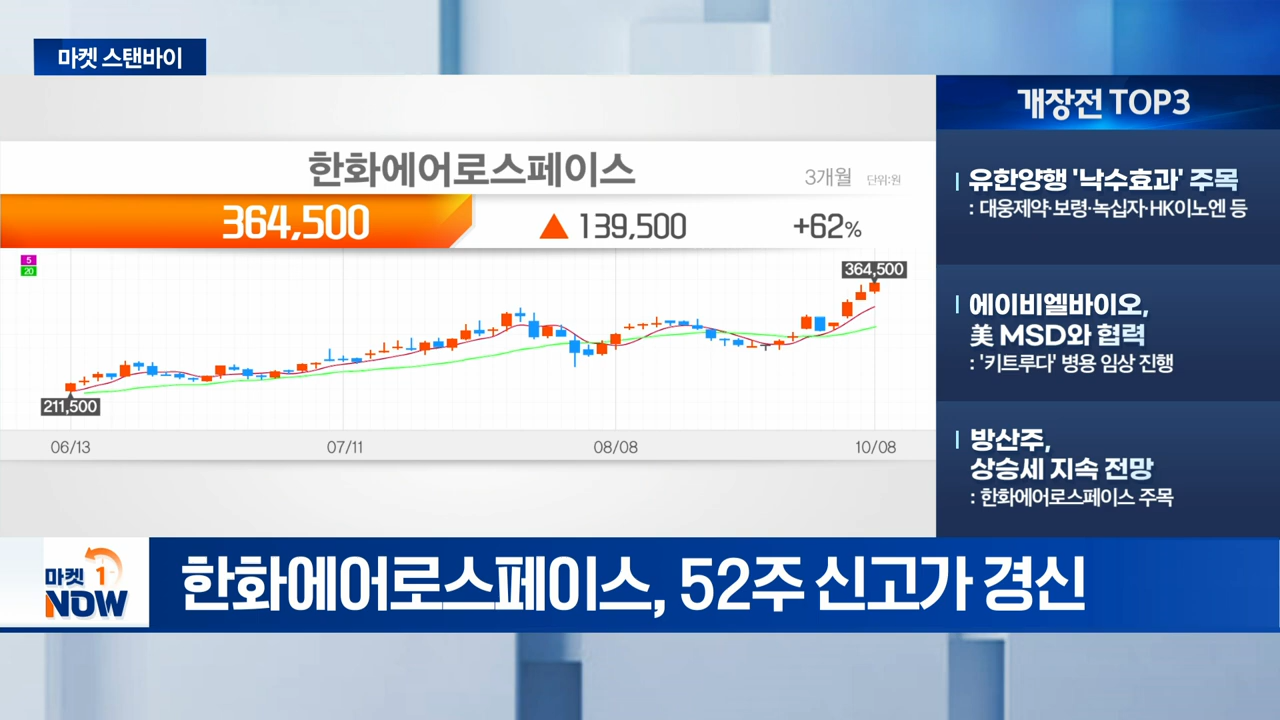 마켓 스탠바이
한화에어로스페이스
3개월 단위:원
364,500 ▲ 139,500 +62%
5
20
364,500
211,500
06/13 07/11 08/08 10/08
개장전 TOP3
유한양행 '낙수효과' 주목
: 대웅제약·보령·녹십자·HK이노엔 등
에이비엘바이오,
美 MSD와 협력
: '키트루다' 병용 임상 진행
방산주,
상승세 지속 전망
: 한화에어로스페이스 주목
마켓 1
NOW
한화에어로스페이스, 52주 신고가 경신